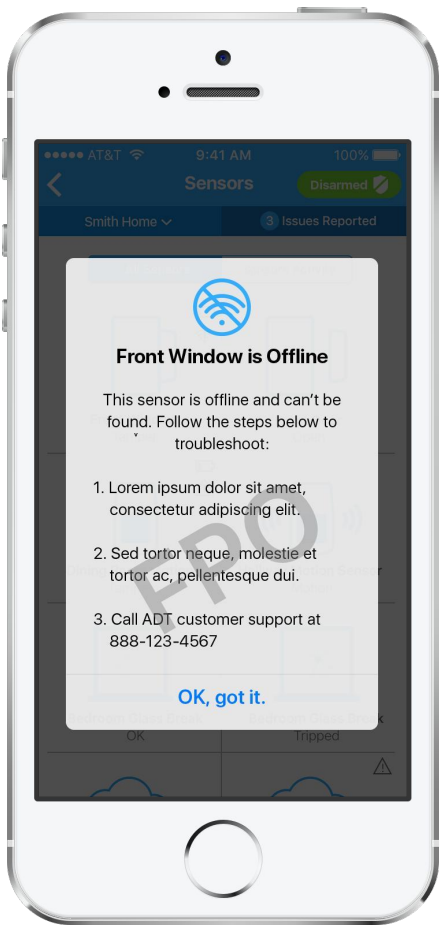 AT&T 9:41 AM 100%
Sensors
Disarmed
Smith Home
3 Issues Reported
Front Window is Offline
This sensor is offline and can't be
found. Follow the steps below to
troubleshoot:
1. Lorem ipsum dolor sit amet,
consectetur adipiscing elit.
2. Sed tortor neque, molestie et
tortor ac, pellentesque dui.
3. Call ADT customer support at
888-123-4567
FPO
OK, got it.
OK
Tripped